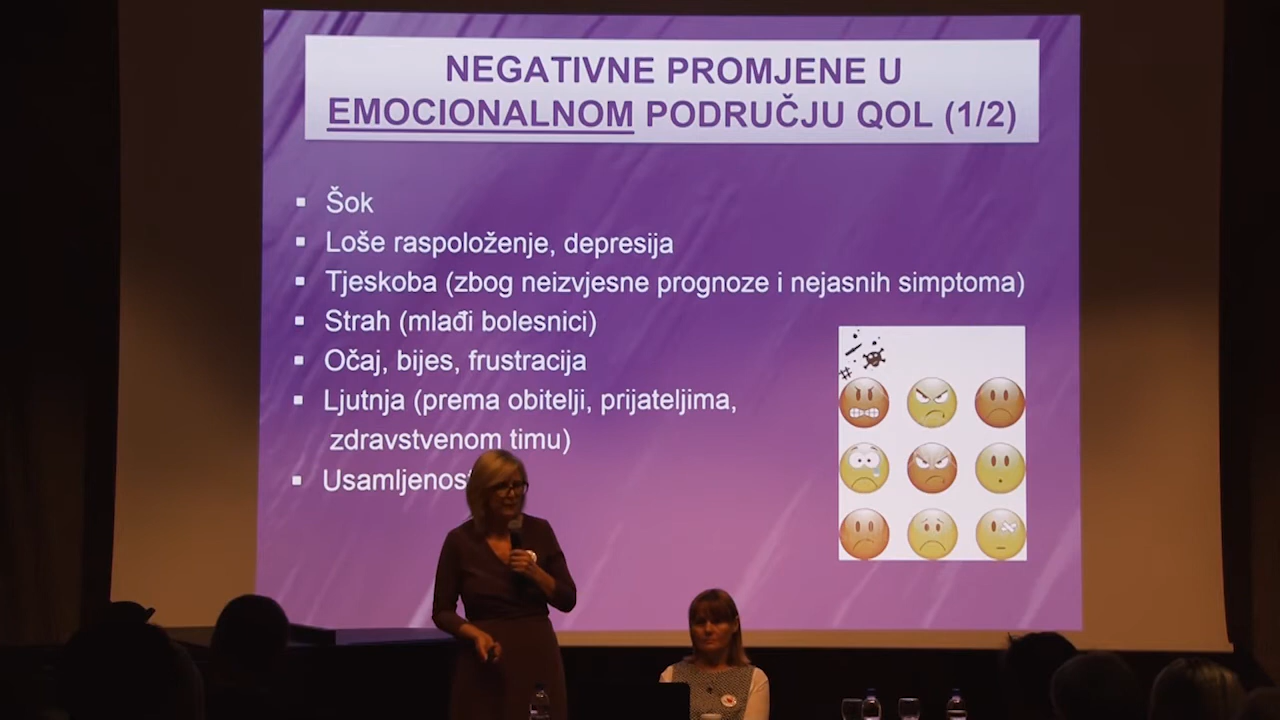 NEGATIVNE PROMJENE U
EMOCIONALNOM PODRUČJU QOL (1/2)
▪ Šok
▪ Loše raspoloženje, depresija
▪ Tjeskoba (zbog neizvjesne prognoze i nejasnih simptoma)
▪ Strah (mlađi bolesnici)
▪ Očaj, bijes, frustracija
▪ Ljutnja (prema obitelji, prijateljima,
zdravstvenom timu)
▪ Usamljenost